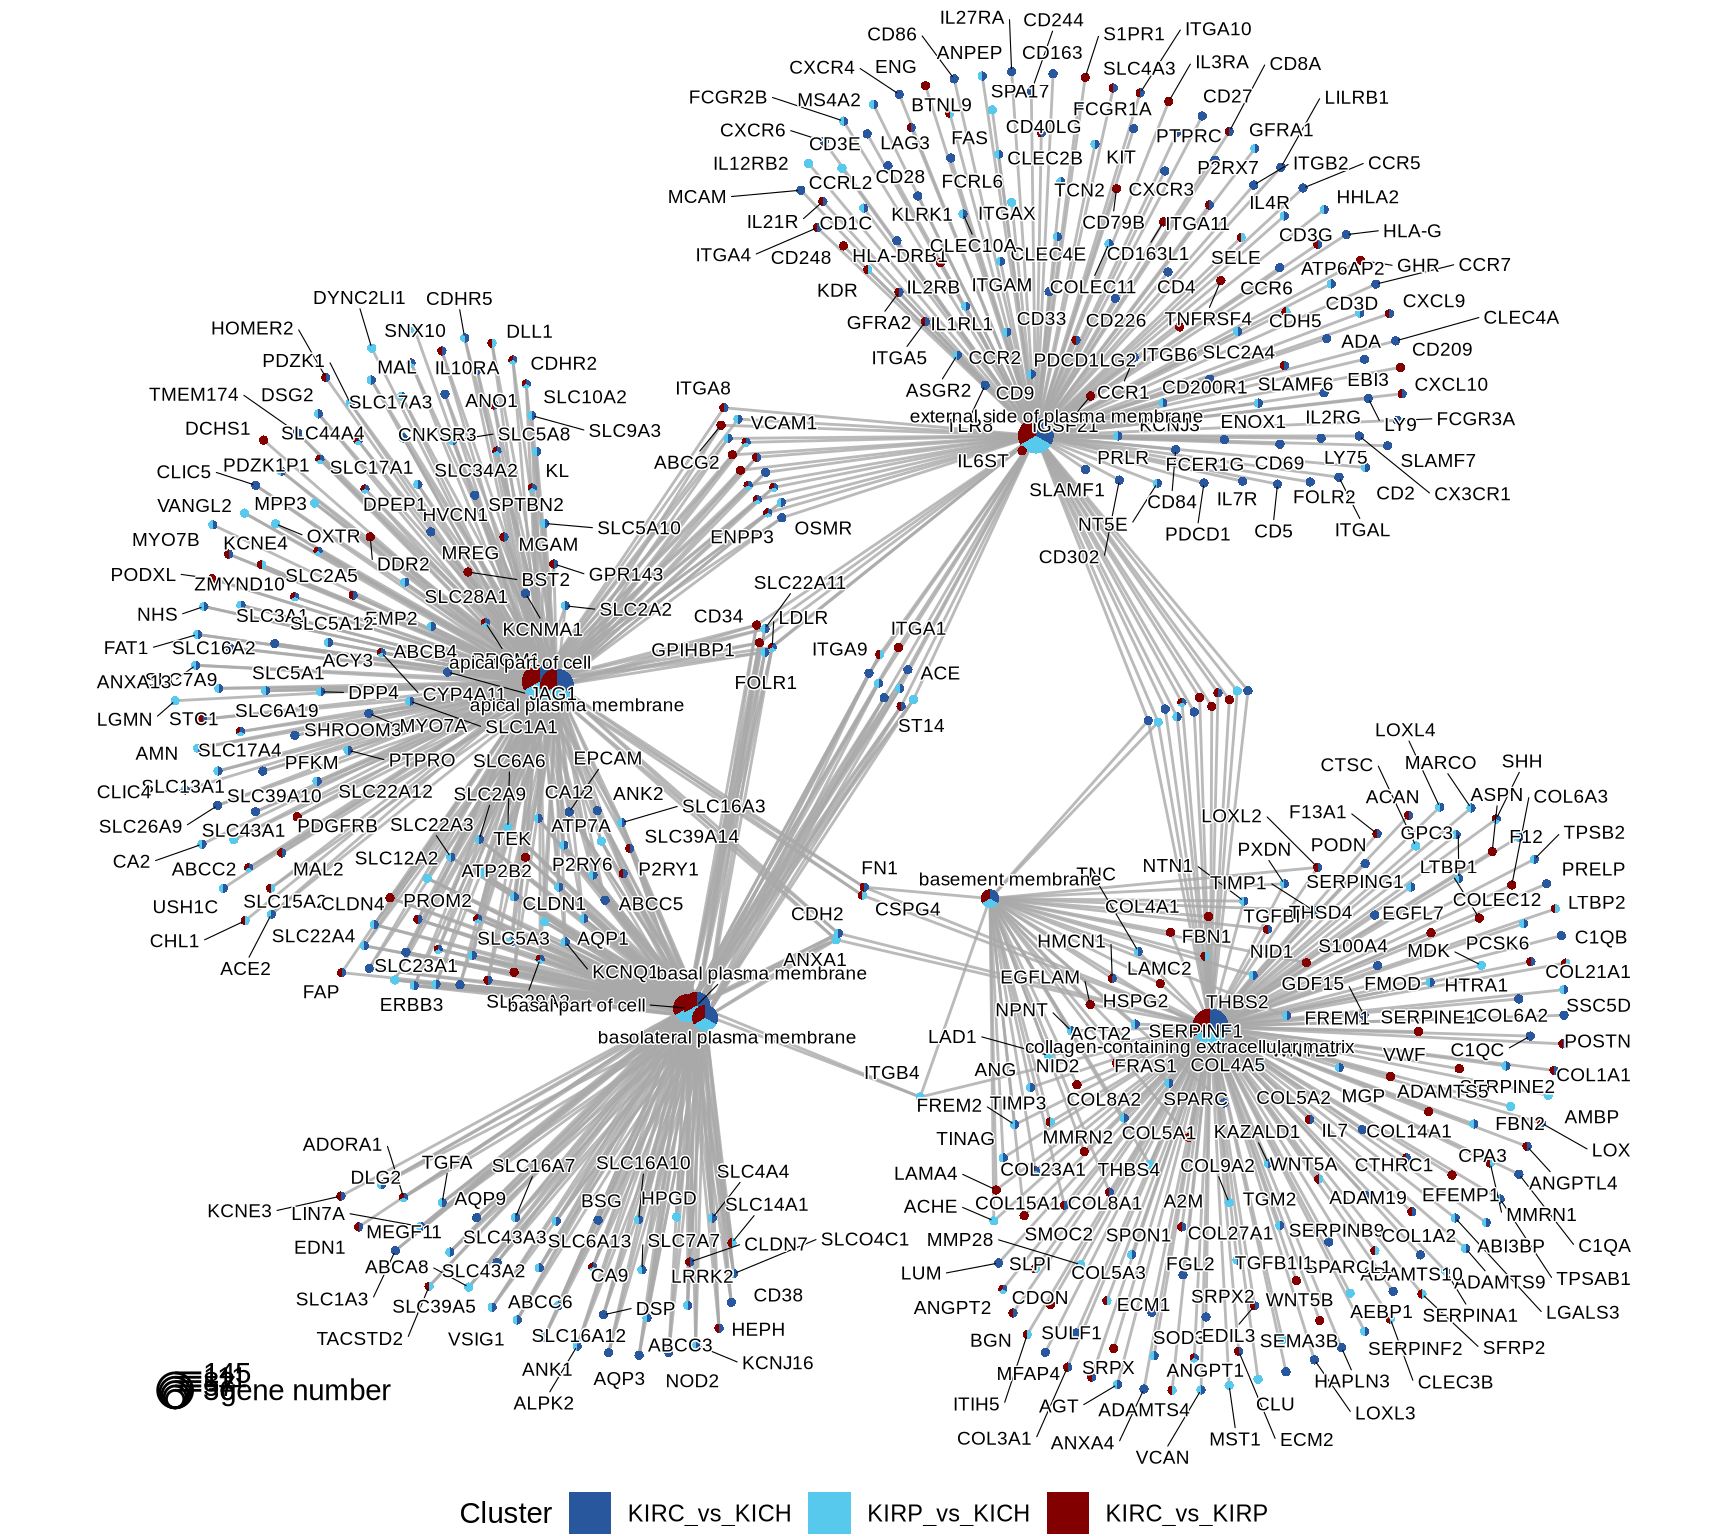 IL27RA
CD244
CD86
ANPEP
CD163
S1PR1
ITGA10
CXCR4
ENG
SLC4A3
IL3RA
CD8A
FCGR2B
MS4A2
BTNL9
SPA17
FCGR1A
CD27
LILRB1
CXCR6
CD3E
LAG3
FAS
CD40LG
PTPRC
GFRA1
IL12RB2
CCRL2
CD28
FCRL6
CLEC2B
KIT
P2RX7
ITGB2
CCR5
MCAM
IL21R
CD1C
KLRK1
ITGAX
TCN2
CXCR3
IL4R
HHLA2
CD79B
ITGA11
ITGA4
CD248
HLA-DRB1
CLEC10A
CLEC4E
CD163L1
SELE
CD3G
HLA-G
KDR
IL2RB
ITGAM
COLEC11
CD4
CCR6
ATP6AP2
GHR
CCR7
GFRA2
IL1RL1
CD33
CD226
TNFRSF4
CDH5
CD3D
CXCL9
ITGA5
CCR2
PDCD1LG2
ITGB6
SLC2A4
ADA
CLEC4A
CD209
ASGR2
CD9
CCR1
CD200R1
SLAMF6
EBI3
CXCL10
external side of plasma membrane
TLR8
IGSF21
KCNJ3
ENOX1
IL2RG
LY9
FCGR3A
IL6ST
PRLR
FCER1G
CD69
LY75
SLAMF7
SLAMF1
CD84
IL7R
FOLR2
CD2
CX3CR1
NT5E
PDCD1
CD5
ITGAL
CD302
DYNC2LI1
CDHR5
HOMER2
SNX10
DLL1
PDZK1
MAL
IL10RA
CDHR2
TMEM174
DSG2
SLC17A3
ANO1
SLC10A2
DCHS1
SLC44A4
CNKSR3
SLC5A8
SLC9A3
CLIC5
PDZK1P1
SLC17A1
SLC34A2
KL
VANGL2
MPP3
DPEP1
HVCN1
SPTBN2
MYO7B
KCNE4
OXTR
MREG
MGAM
SLC5A10
PODXL
ZMYND10
SLC2A5
DDR2
BST2
GPR143
NHS
SLC3A1
SLC5A12
EMP2
SLC28A1
KCNMA1
SLC2A2
FAT1
SLC16A2
ACY3
ABCB4
apical part of cell
ANXA13
SLC7A9
SLC5A1
DPP4
CYP4A11
JAG1
apical plasma membrane
LGMN
STC1
SLC6A19
SHROOM3
MYO7A
SLC1A1
AMN
SLC17A4
PFKM
PTPRO
SLC6A6
EPCAM
CLIC4
SLC13A1
SLC39A10
SLC22A12
SLC2A9
CA12
ANK2
SLC16A3
SLC26A9
SLC43A1
PDGFRB
SLC22A3
TEK
ATP7A
SLC39A14
CA2
ABCC2
MAL2
SLC12A2
ATP2B2
P2RY6
P2RY1
USH1C
SLC15A2
CLDN4
PROM2
CLDN1
ABCC5
CHL1
SLC22A4
SLC5A3
AQP1
ACE2
SLC23A1
KCNQ1
FAP
ERBB3
ITGA8
VCAM1
ABCG2
ENPP3
OSMR
SLC22A11
CD34
LDLR
GPIHBP1
FOLR1
ITGA1
ITGA9
ACE
ST14
FN1
CSPG4
CDH2
ANXA1
ITGB4
basal plasma membrane
basal part of cell
basolateral plasma membrane
ADORA1
DLG2
TGFA
SLC16A7
SLC16A10
SLC4A4
KCNE3
LIN7A
AQP9
BSG
HPGD
SLC14A1
EDN1
MEGF11
SLC43A3
SLC6A13
SLC7A7
CLDN7
SLCO4C1
ABCA8
SLC43A2
CA9
LRRK2
SLC1A3
SLC39A5
ABCC6
DSP
CD38
TACSTD2
VSIG1
SLC16A12
ABCC3
HEPH
ANK1
AQP3
NOD2
KCNJ16
ALPK2
basement membrane
LOXL4
CTSC
MARCO
SHH
ACAN
ASPN
COL6A3
LOXL2
F13A1
GPC3
F12
TPSB2
NTN1
PXDN
PODN
LTBP1
PRELP
TNC
TIMP1
SERPING1
COLEC12
LTBP2
COL4A1
THSD4
EGFL7
HMCN1
FBN1
NID1
S100A4
MDK
PCSK6
C1QB
EGFLAM
LAMC2
GDF15
FMOD
HTRA1
COL21A1
NPNT
HSPG2
THBS2
FREM1
SERPINE1
COL6A2
SSC5D
LAD1
ACTA2
SERPINF1
collagen-containing extracellular matrix
VWF
C1QC
POSTN
ANG
NID2
FRAS1
COL4A5
ADAMTS5
SERPINE2
COL1A1
FREM2
TIMP3
COL8A2
SPARC
COL5A2
MGP
FBN2
AMBP
TINAG
MMRN2
COL5A1
KAZALD1
IL7
COL14A1
LOX
LAMA4
COL23A1
THBS4
COL9A2
WNT5A
CTHRC1
CPA3
ANGPTL4
ACHE
COL15A1
COL8A1
A2M
TGM2
ADAM19
EFEMP1
MMRN1
MMP28
SMOC2
SPON1
COL27A1
SERPINB9
COL1A2
ABI3BP
C1QA
LUM
SLPI
COL5A3
FGL2
TGFB1I1
SPARCL1
ADAMTS10
ADAMTS9
TPSAB1
ANGPT2
CDON
ECM1
SRPX2
WNT5B
AEBP1
SERPINA1
LGALS3
BGN
SULF1
SOD3
EDIL3
SEMA3B
SERPINF2
SFRP2
MFAP4
SRPX
ANGPT1
HAPLN3
CLEC3B
ITIH5
AGT
ADAMTS4
CLU
LOXL3
COL3A1
ANXA4
VCAN
MST1
ECM2
145
gene number
Cluster
KIRC_vs_KICH
KIRP_vs_KICH
KIRC_vs_KIRP